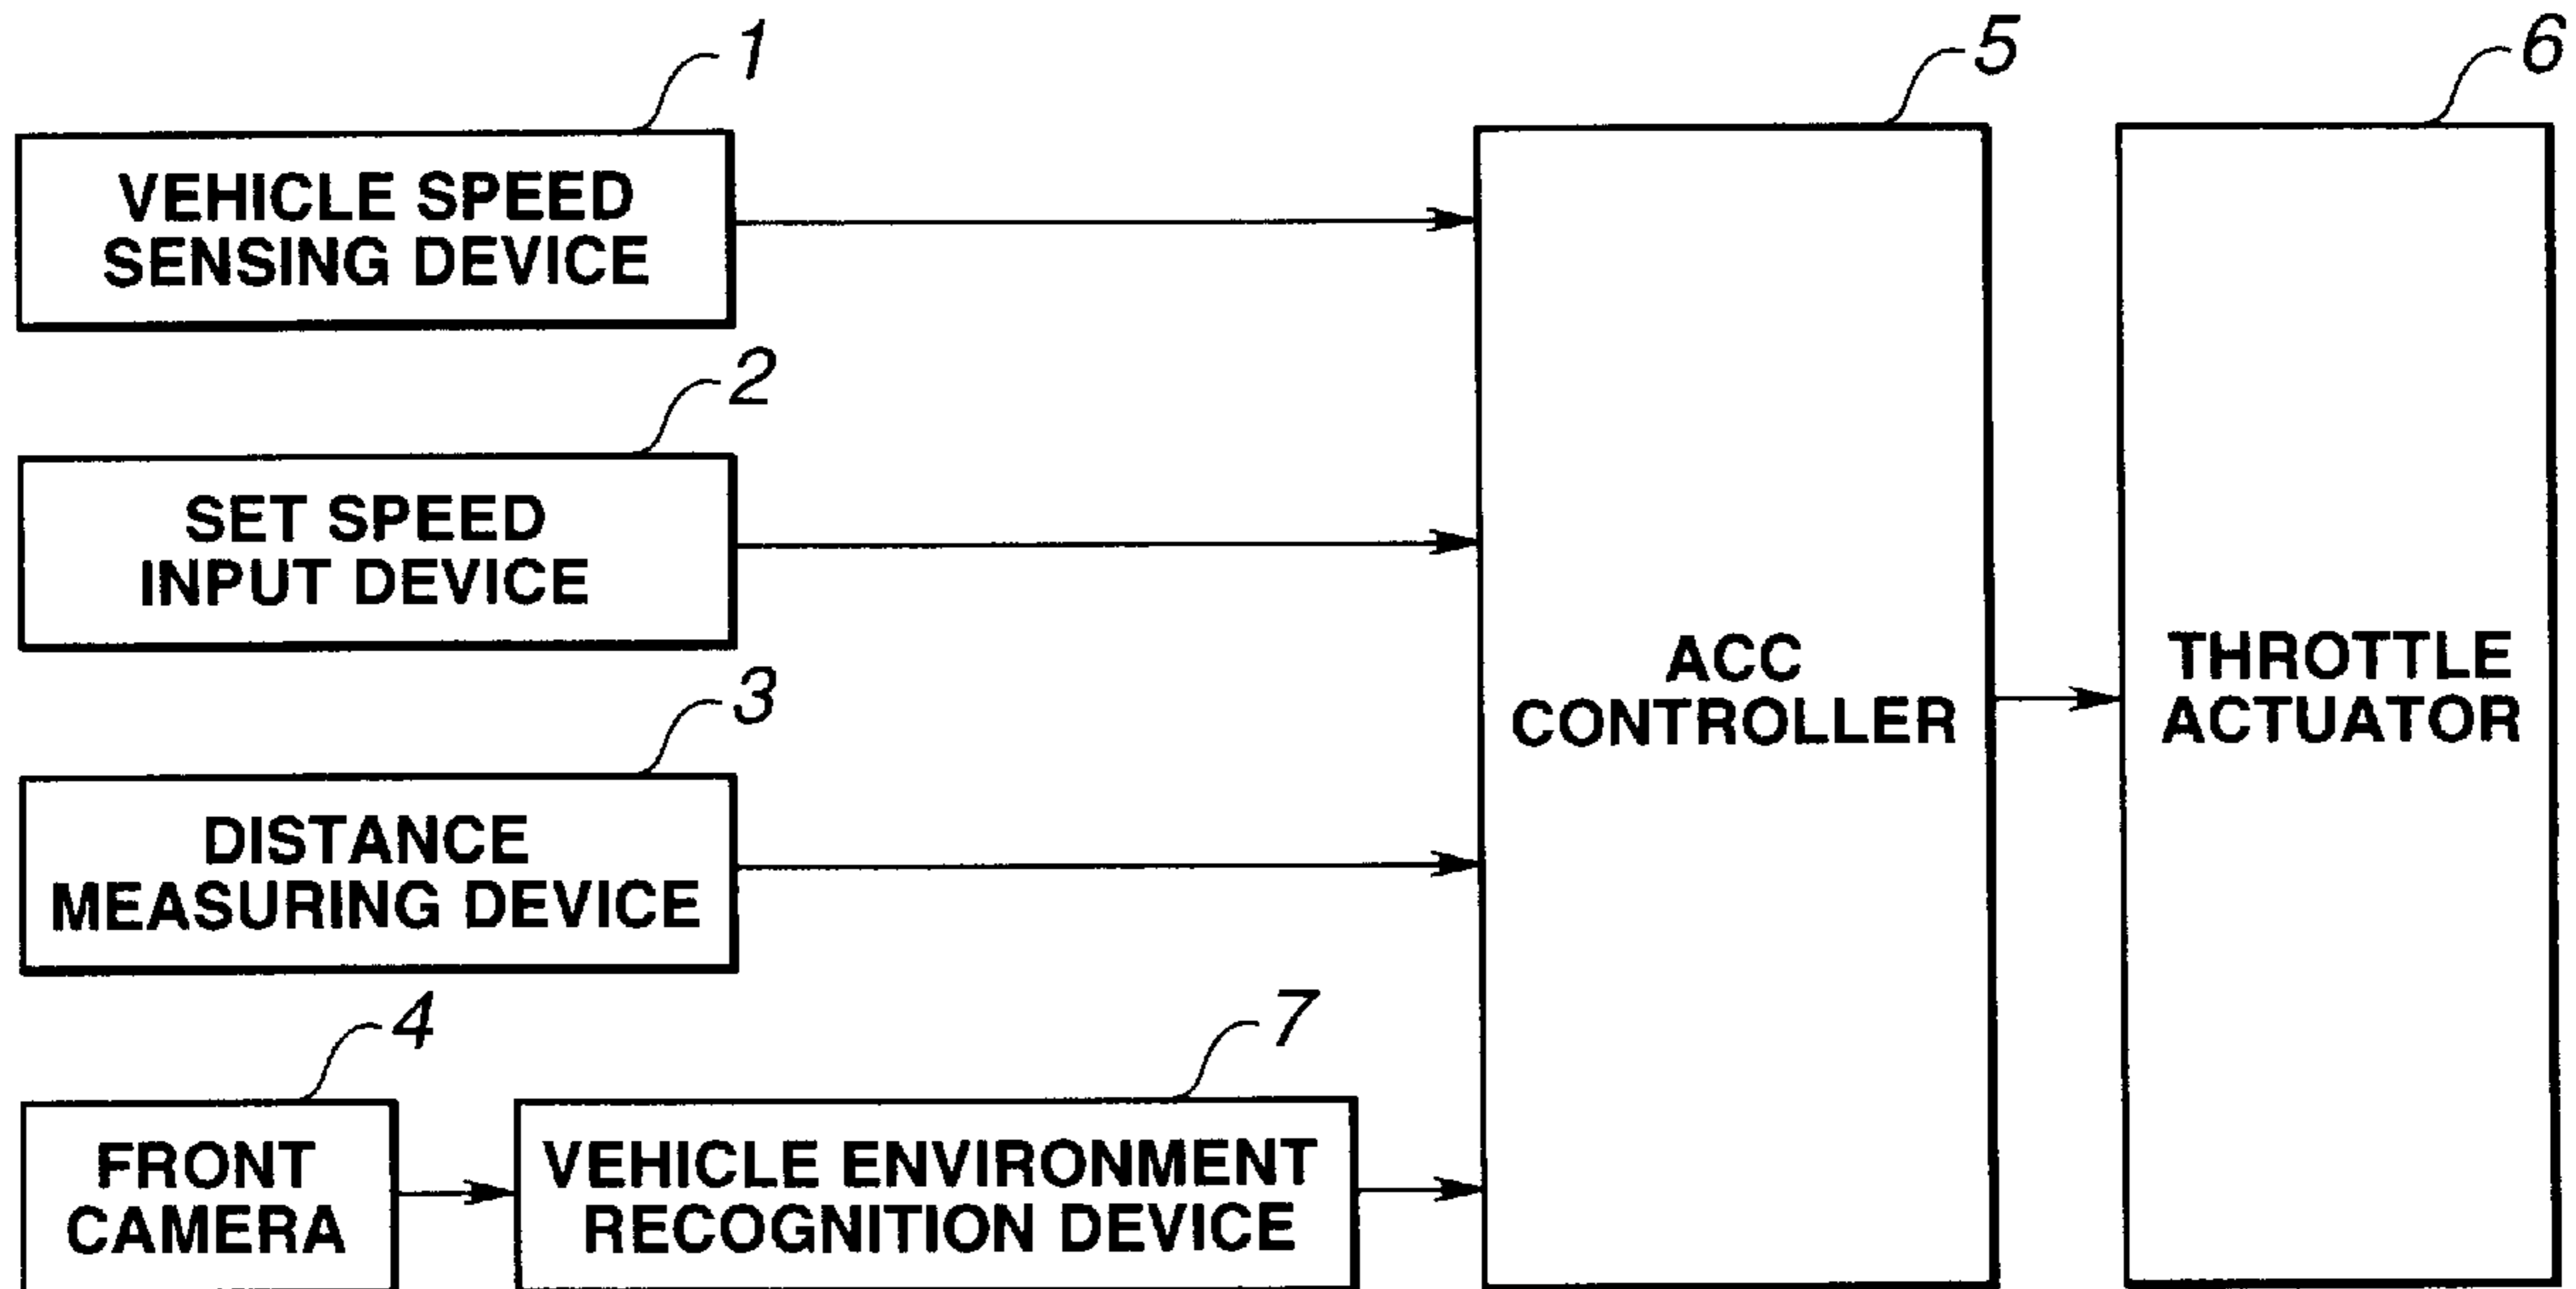 1
VEHICLE SPEED
SENSING DEVICE
2
SET SPEED
INPUT DEVICE
3
DISTANCE
MEASURING DEVICE
4
FRONT
CAMERA
7
VEHICLE ENVIRONMENT
RECOGNITION DEVICE
5
ACC
CONTROLLER
6
THROTTLE
ACTUATOR